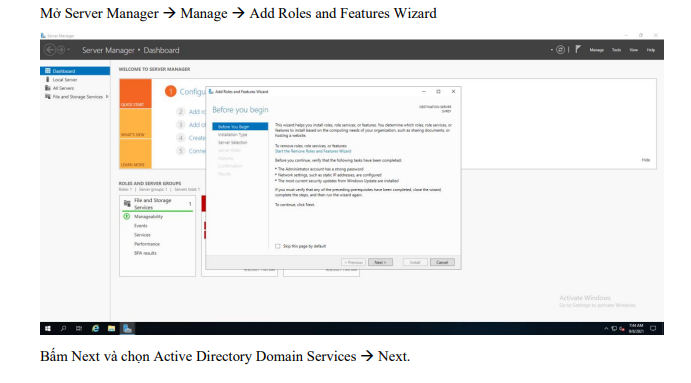 Mở Server Manager → Manage → Add Roles and Features Wizard
Server Manager
Server Manager • Dashboard
Manage Tools View Help
Dashboard
Local Server
All Servers
File and Storage Services
WELCOME TO SERVER MANAGER
QUICK START
WHAT'S NEW
LEARN MORE
1 Configu
2 Add ro
3 Add ot
4 Create
5 Conne
Hide
ROLES AND SERVER GROUPS
Roles: 1 | Server groups: 1 | Servers total: 1
File and Storage Services 1
Manageability
Events
Services
Performance
BPA results
Add Roles and Features Wizard
Before you begin
DESTINATION SERVER
Before You Begin
Installation Type
Server Selection
Server Roles
Features
Confirmation
Results
This wizard helps you install roles, role services, or features. You determine which roles, role services, or
features to install based on the computing needs of your organization, such as sharing documents, or
hosting a website.
To remove roles, role services, or features:
Start the Remove Roles and Features Wizard
Before you continue, verify that the following tasks have been completed:
• The Administrator account has a strong password
• Network settings, such as static IP addresses, are configured
• The most current security updates from Windows Update are installed
If you must verify that any of the preceding prerequisites have been completed, close the wizard,
complete the steps, and then run the wizard again.
To continue, click Next.
Skip this page by default
< Previous Next > Install Cancel
Activate Windows
Go to Settings to activate Windows.
7:44 AM
Bấm Next và chọn Active Directory Domain Services → Next.